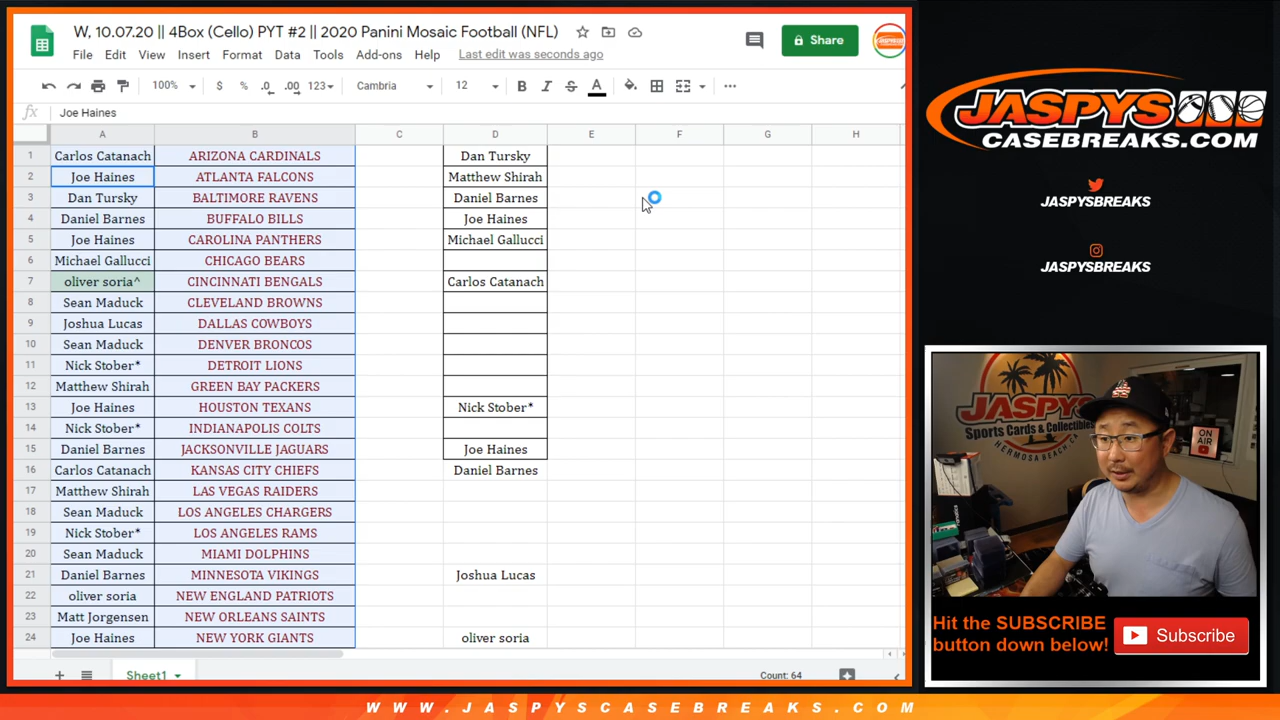 W, 10.07.20 || 4Box (Cello) PYT #2 || 2020 Panini Mosaic Football (NFL)
File Edit View Insert Format Data Tools Add-ons Help Last edit was seconds ago
Share
100% $ % .0 .00 123 Cambria 12 B I S A
fx Joe Haines
A B C D E F G H
1 Carlos Catanach ARIZONA CARDINALS Dan Tursky
2 Joe Haines ATLANTA FALCONS Matthew Shirah
3 Dan Tursky BALTIMORE RAVENS Daniel Barnes
4 Daniel Barnes BUFFALO BILLS Joe Haines
5 Joe Haines CAROLINA PANTHERS Michael Gallucci
6 Michael Gallucci CHICAGO BEARS
7 oliver soria^ CINCINNATI BENGALS Carlos Catanach
8 Sean Maduck CLEVELAND BROWNS
9 Joshua Lucas DALLAS COWBOYS
10 Sean Maduck DENVER BRONCOS
11 Nick Stober* DETROIT LIONS
12 Matthew Shirah GREEN BAY PACKERS
13 Joe Haines HOUSTON TEXANS Nick Stober*
14 Nick Stober* INDIANAPOLIS COLTS
15 Daniel Barnes JACKSONVILLE JAGUARS Joe Haines
16 Carlos Catanach KANSAS CITY CHIEFS Daniel Barnes
17 Matthew Shirah LAS VEGAS RAIDERS
18 Sean Maduck LOS ANGELES CHARGERS
19 Nick Stober* LOS ANGELES RAMS
20 Sean Maduck MIAMI DOLPHINS
21 Daniel Barnes MINNESOTA VIKINGS Joshua Lucas
22 oliver soria NEW ENGLAND PATRIOTS
23 Matt Jorgensen NEW ORLEANS SAINTS
24 Joe Haines NEW YORK GIANTS oliver soria
Sheet1 Count: 64
JASPYS
CASEBREAKS.COM
JASPYSBREAKS
JASPYSBREAKS
JASPYS
Sports Cards & Collectibles
HERMOSA BEACH, CA
ON
AIR
Hit the SUBSCRIBE
button down below!
Subscribe
WWW.JASPYSCASEBREAKS.COM